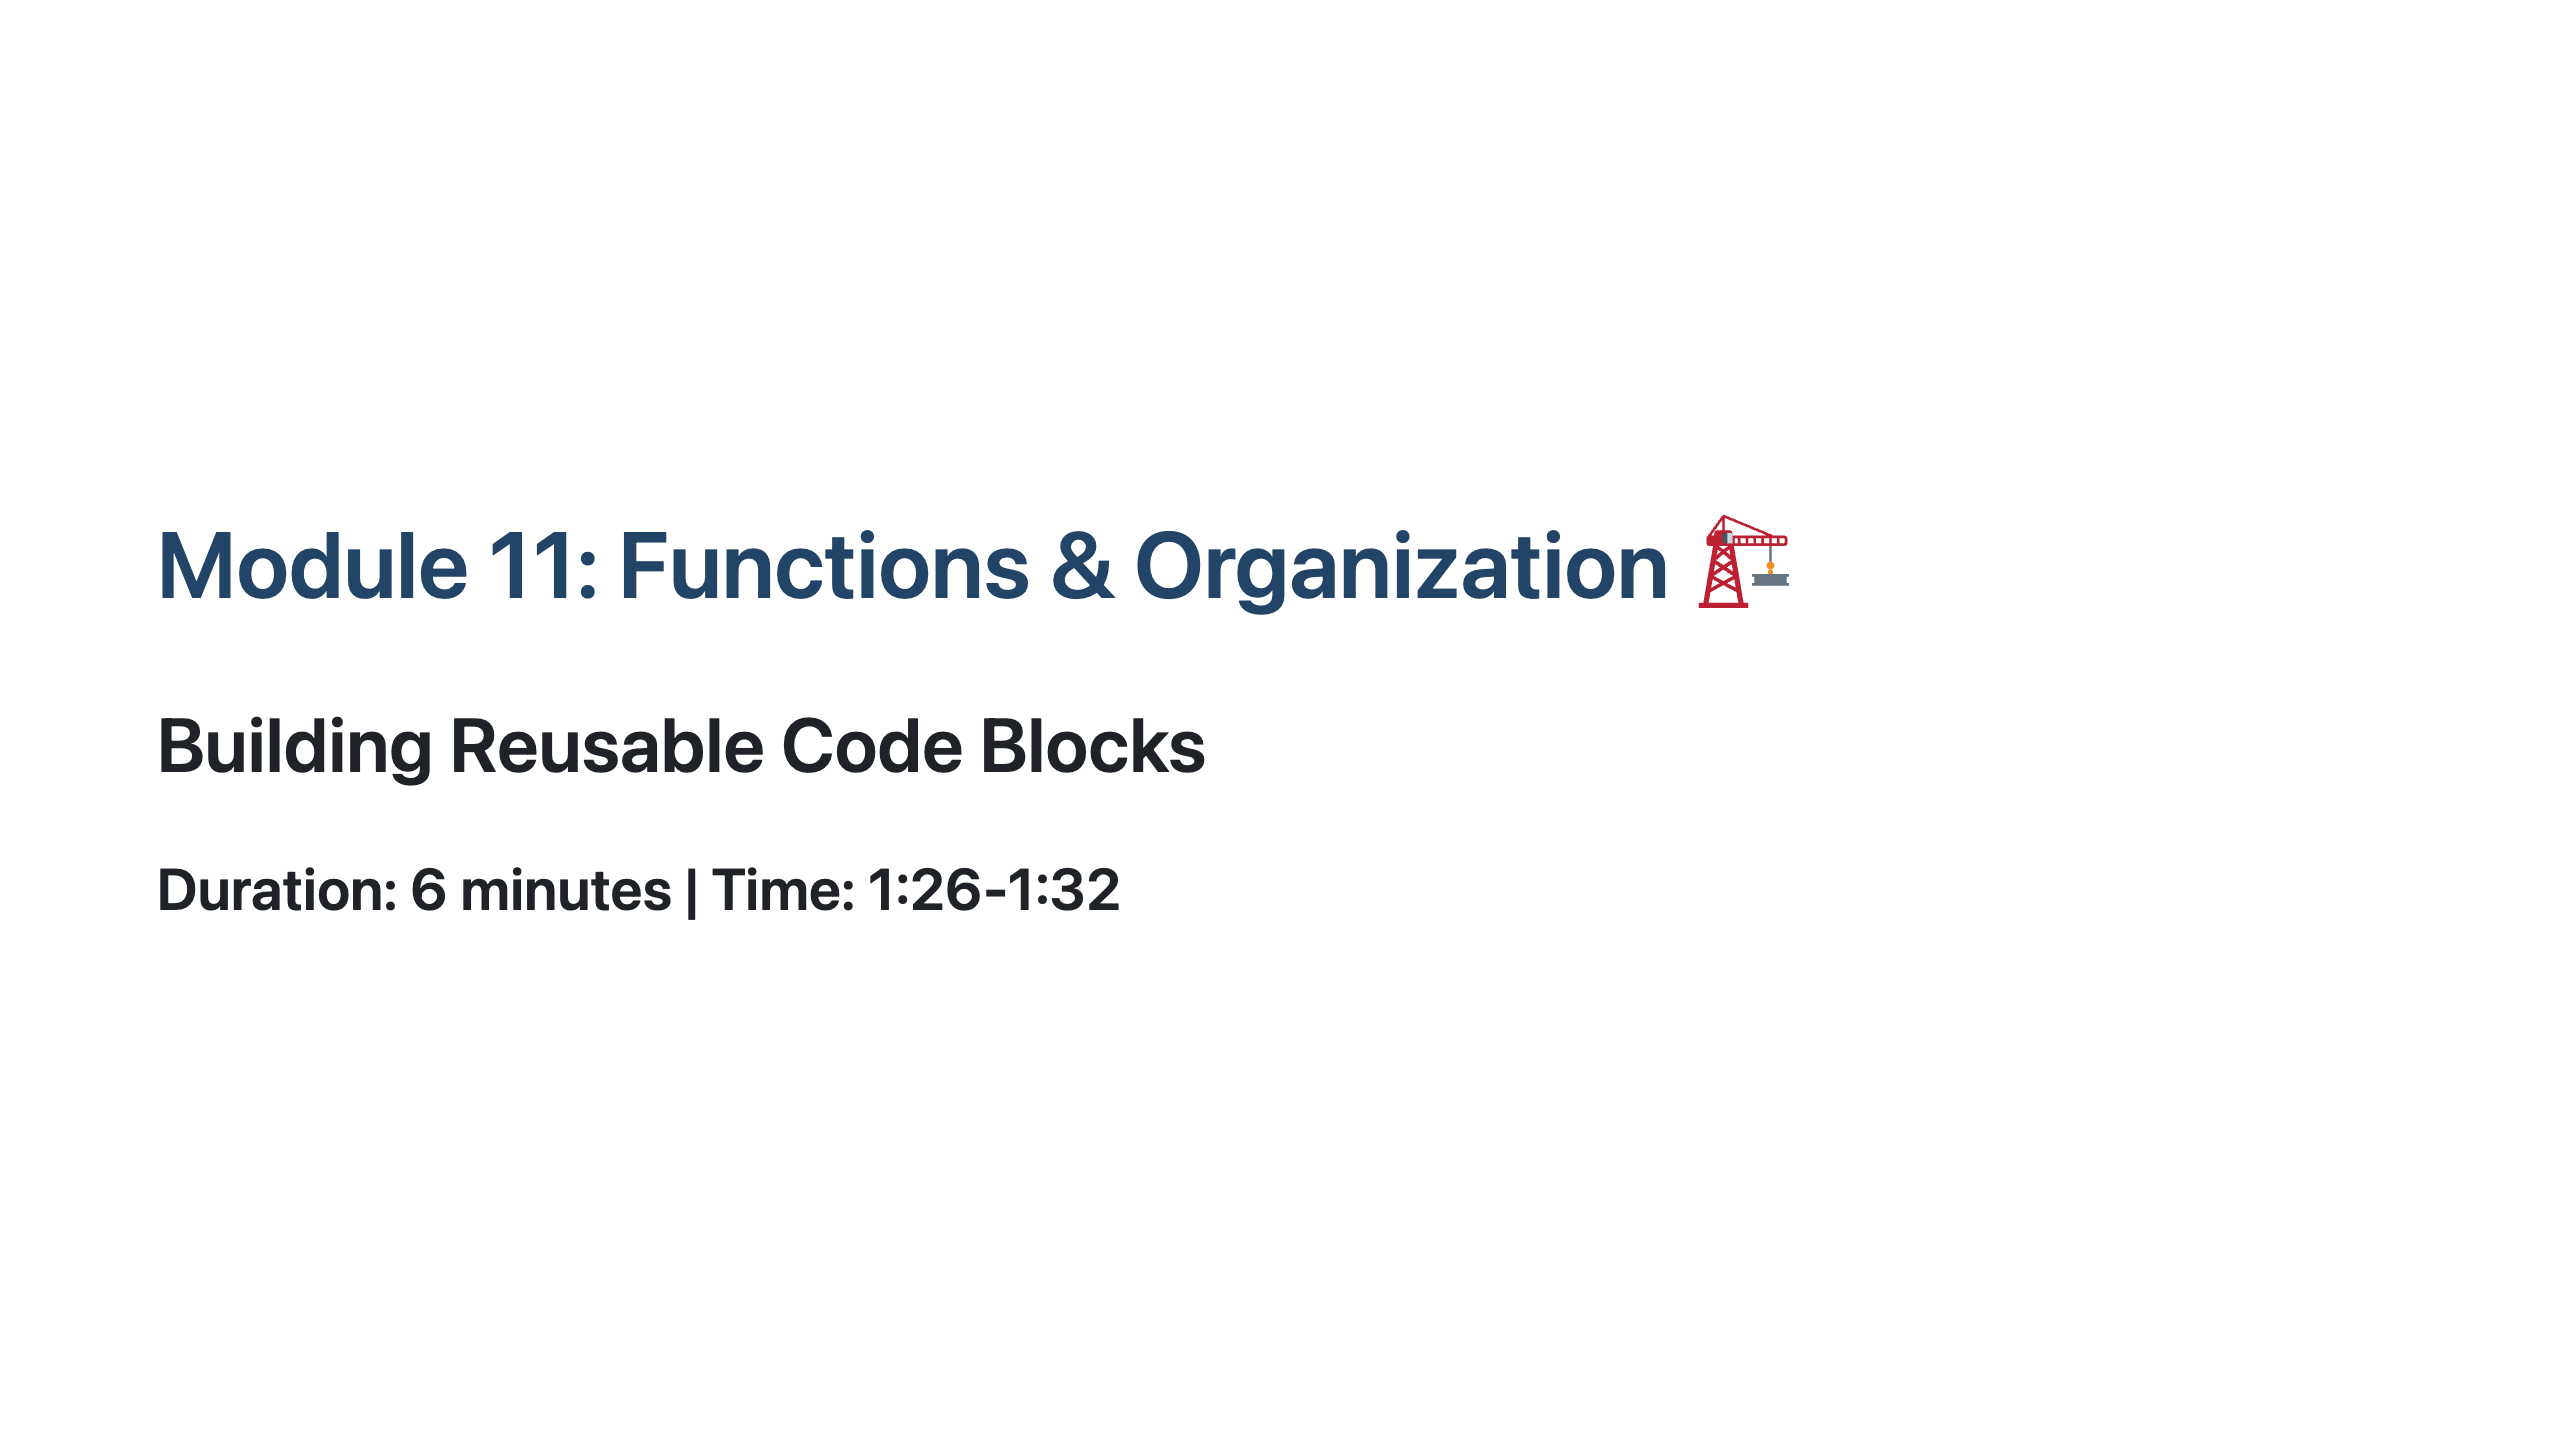 Module 11: Functions & Organization 🏗️
Building Reusable Code Blocks
Duration: 6 minutes | Time: 1:26-1:32